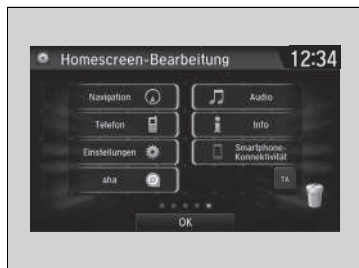 Homescreen-Bearbeitung 12:34
Navigation
Audio
Telefon
Info
Einstellungen
Smartphone-
Konnektivität
aha
TA
OK